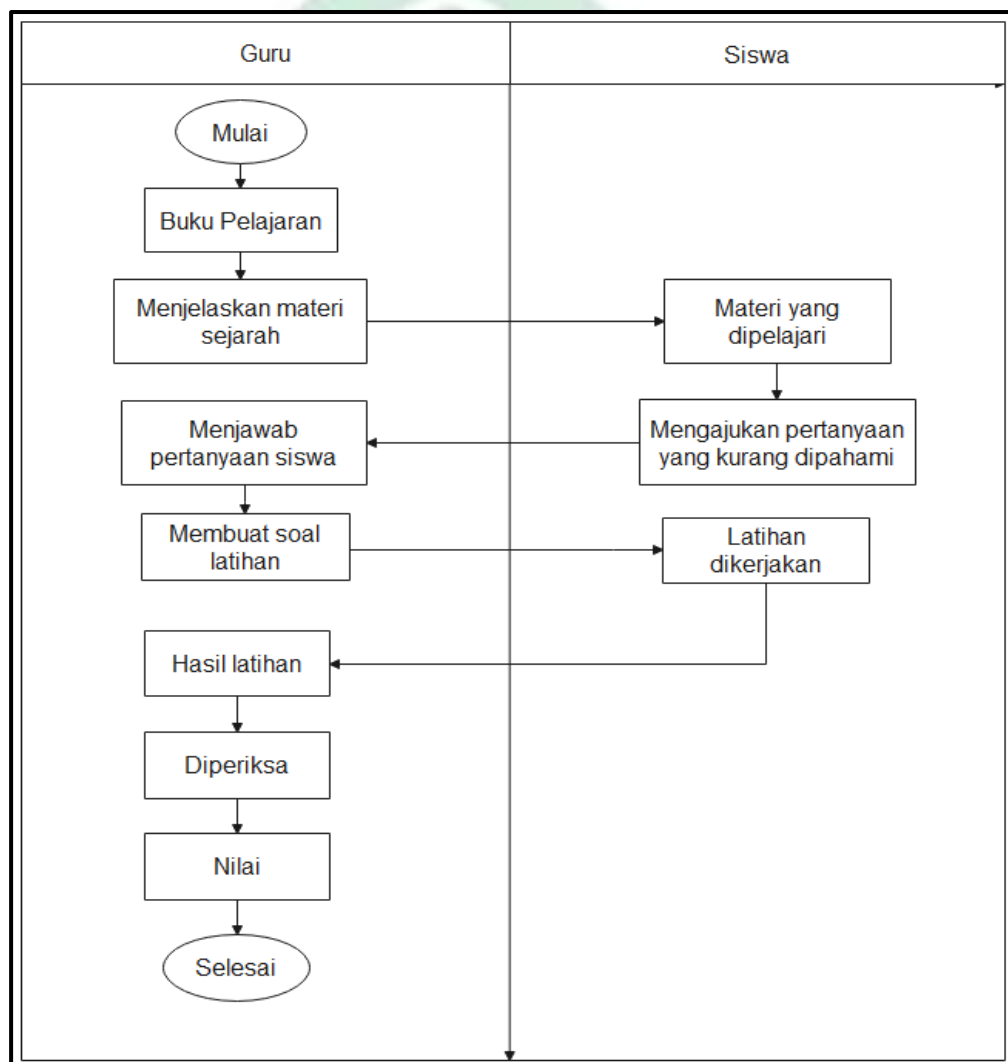 Guru
Siswa
Mulai
Buku Pelajaran
Menjelaskan materi
sejarah
Materi yang
dipelajari
Mengajukan pertanyaan
yang kurang dipahami
Menjawab
pertanyaan siswa
Membuat soal
latihan
Latihan
dikerjakan
Hasil latihan
Diperiksa
Nilai
Selesai